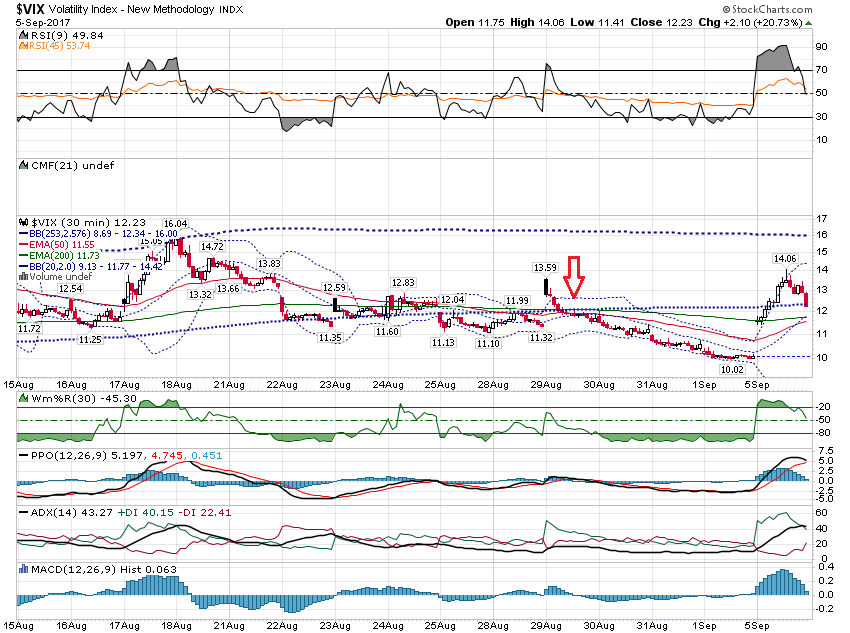 $VIX Volatility Index - New Methodology INDX
© StockCharts.com
5-Sep-2017
Open 11.75 High 14.06 Low 11.41 Close 12.23 Chg +2.10 (+20.73%)
RSI(9) 49.84
RSI(45) 53.74
90
70
50
30
10
CMF(21) undef
$VIX (30 min) 12.23
BB(253,2.576) 8.69 - 12.34 - 16.00
EMA(50) 11.55
EMA(200) 11.73
BB(20,2.0) 9.13 - 11.77 - 14.42
Volume undef
17
16
15
14
13
12
11
10
11.72
12.54
11.25
15.05
16.04
13.32
14.72
13.66
13.83
12.59
11.35
11.60
12.83
11.13
12.04
11.10
11.99
11.32
13.59
10.02
14.06
15Aug 16Aug 17Aug 18Aug 21Aug 22Aug 23Aug 24Aug 25Aug 28Aug 29Aug 30Aug 31Aug 1Sep 5Sep
Wm%R(30) -45.30
-20
-50
-80
PPO(12,26,9) 5.197, 4.745, 0.451
7.5
5.0
2.5
0.0
-2.5
-5.0
ADX(14) 43.27 +DI 40.15 -DI 22.41
60
40
20
0
MACD(12,26,9) Hist 0.063
0.4
0.2
0.0
-0.2
15Aug 16Aug 17Aug 18Aug 21Aug 22Aug 23Aug 24Aug 25Aug 28Aug 29Aug 30Aug 31Aug 1Sep 5Sep